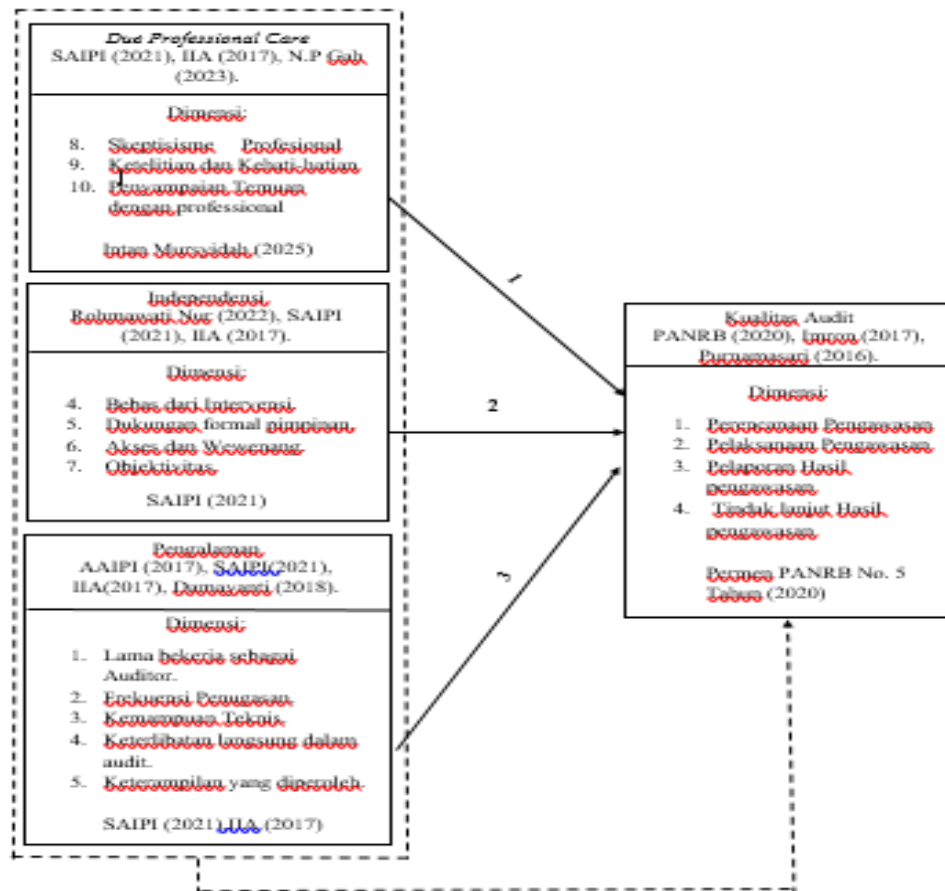 Due Professional Care
SAIPI (2021), IIA (2017), N.P Gah
(2023).
Dimensi:
8. Skeptisisme Profesional
9. Ketelitian dan Kehati-hatian
10. Penyampaian Temuan
dengan professional
Intan Mursyidah (2025)
Independensi
Rohmawati Nur (2022), SAIPI
(2021), IIA (2017).
Dimensi:
4. Bebas dari Intervensi
5. Dukungan formal pimpinan
6. Akses dan Wewenang
7. Objektivitas
SAIPI (2021)
Pengalaman
AAIPI (2017), SAIPI(2021),
IIA(2017), Damayanti (2018).
Dimensi:
1. Lama bekerja sebagai
Auditor.
2. Frekuensi Penugasan
3. Kemampuan Teknis
4. Keterlibatan langsung dalam
audit.
5. Keterampilan yang diperoleh
SAIPI (2021) IIA (2017)
1
2
3
Kualitas Audit
PANRB (2020), Imron (2017),
Purnamasari (2016).
Dimensi:
1. Perencanaan Pengawasan
2. Pelaksanaan Pengawasan
3. Pelaporan Hasil
pengawasan
4. Tindak lanjut Hasil
pengawasan
Permen PANRB No. 5
Tahun (2020)